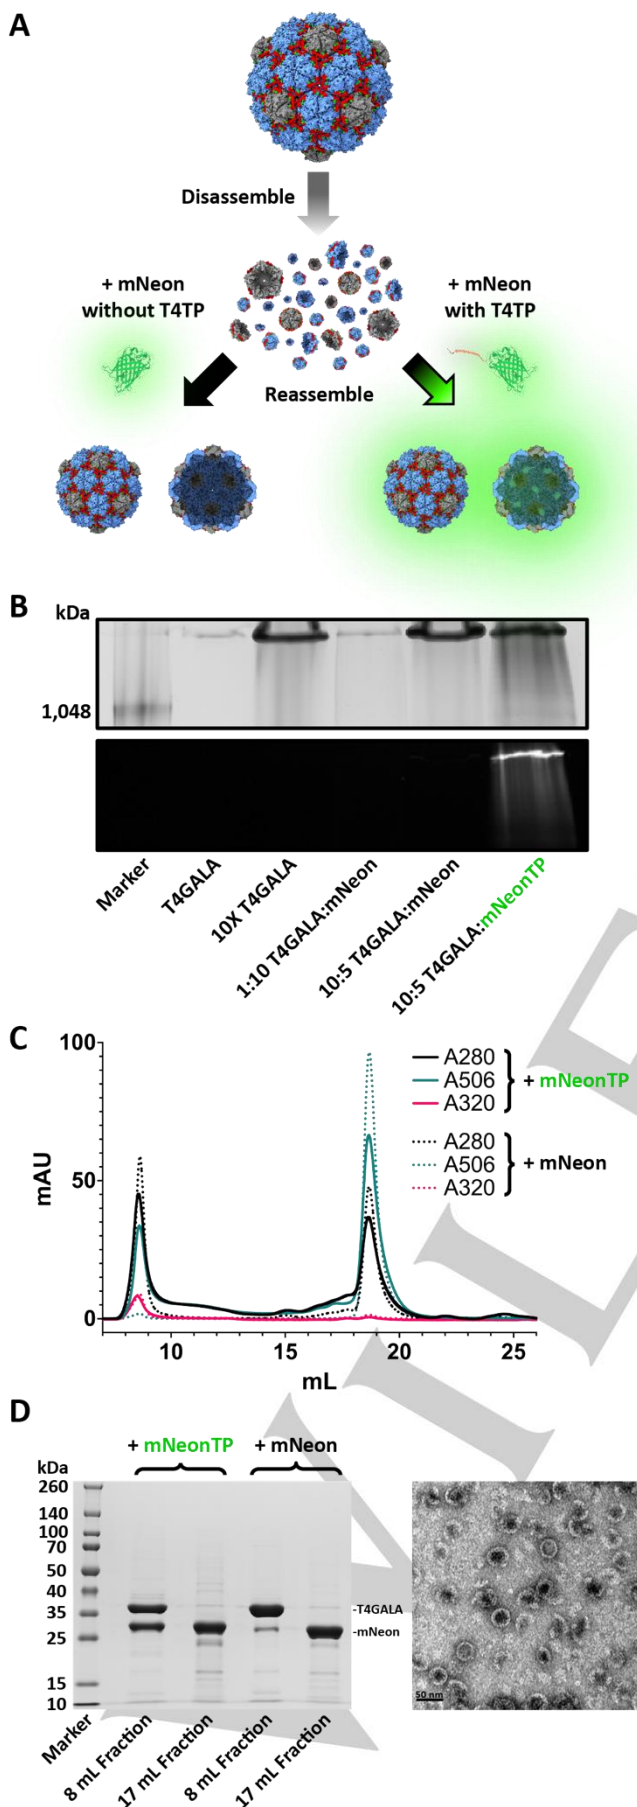 A
Disassemble
+ mNeon
without T4TP
+ mNeon
with T4TP
Reassemble
B
kDa
1,048
Marker
T4GALA
10X T4GALA
1:10 T4GALA:mNeon
10:5 T4GALA:mNeon
10:5 T4GALA:mNeonTP
C
100
50
0
mAU
10
15
20
25
mL
A280
A506
A320
+ mNeonTP
A280
A506
A320
+ mNeon
D
+ mNeonTP
+ mNeon
kDa
260
140
100
70
50
40
35
25
15
10
-T4GALA
-mNeon
Marker
8 mL Fraction
17 mL Fraction
8 mL Fraction
17 mL Fraction
50 nm